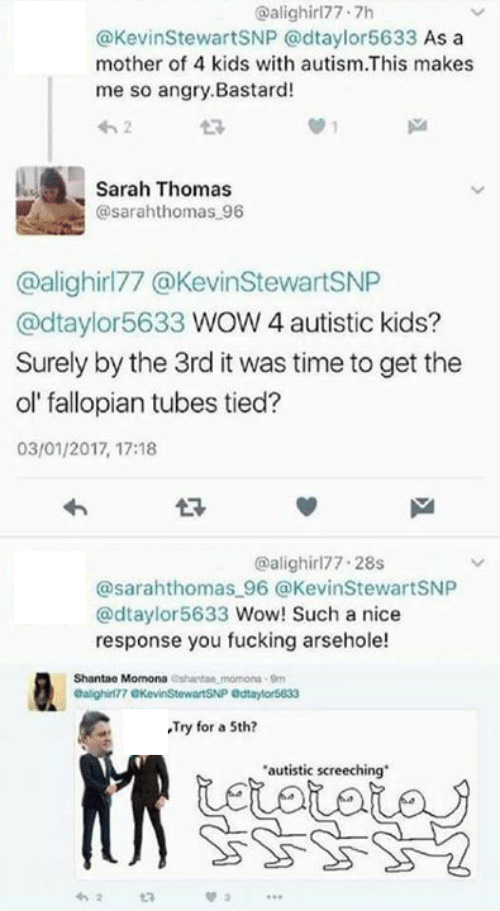 @alighirl77 · 7h
@KevinStewartSNP @dtaylor5633 As a
mother of 4 kids with autism.This makes
me so angry.Bastard!
2
1
Sarah Thomas
@sarahthomas_96
@alighirl77 @KevinStewartSNP
@dtaylor5633 WOW 4 autistic kids?
Surely by the 3rd it was time to get the
ol' fallopian tubes tied?
03/01/2017, 17:18
@alighirl77 · 28s
@sarahthomas_96 @KevinStewartSNP
@dtaylor5633 Wow! Such a nice
response you fucking arsehole!
Shantae Momona @shantae_momona · 9m
@alighirl77 @KevinStewartSNP @dtaylor5633
,Try for a 5th?
*autistic screeching*
2
3